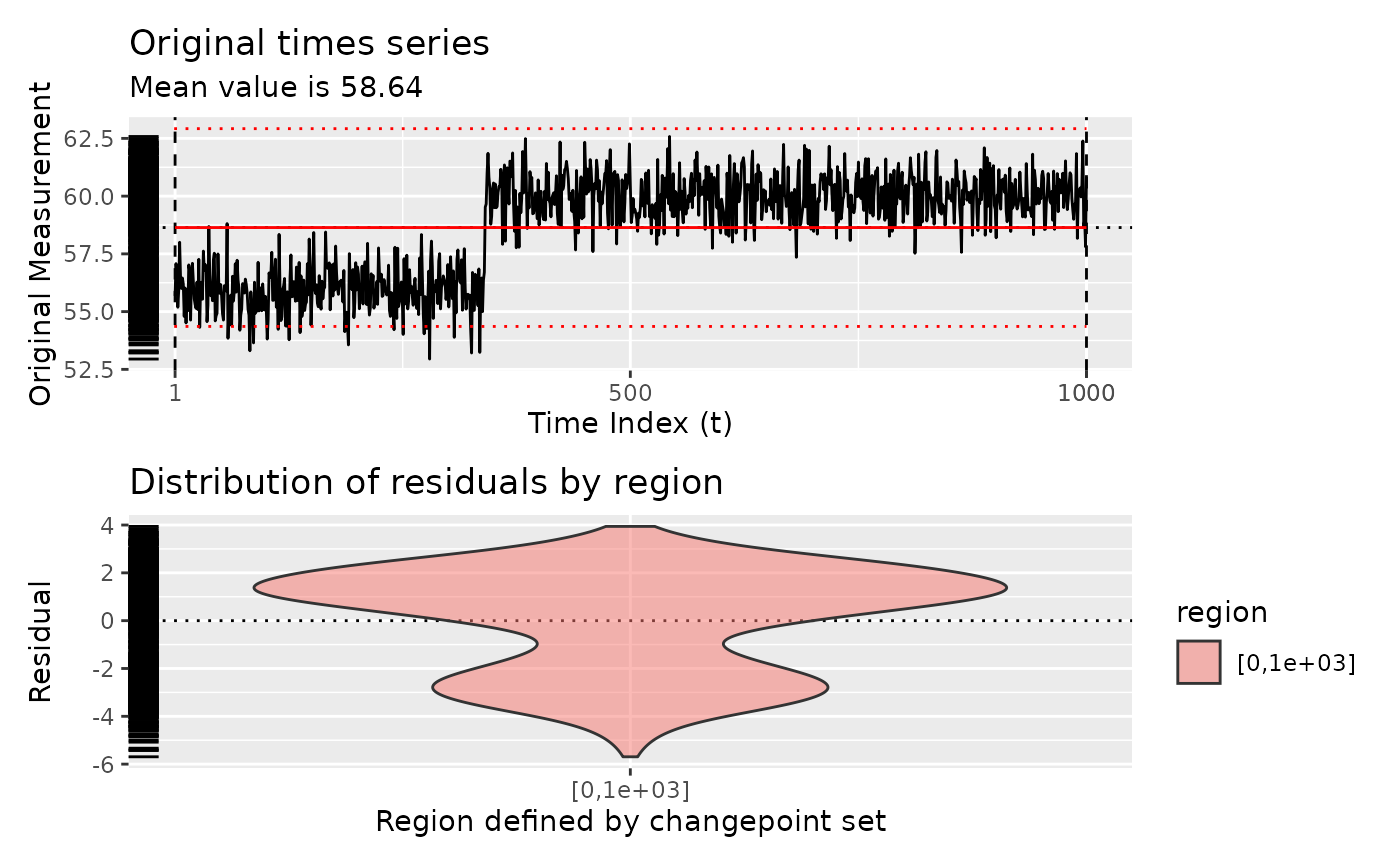 Original times series
Mean value is 58.64
Original Measurement
62.5
60.0
57.5
55.0
52.5
1
500
1000
Time Index (t)
Distribution of residuals by region
Residual
4
2
0
-2
-4
-6
[0,1e+03]
Region defined by changepoint set
region
[0,1e+03]